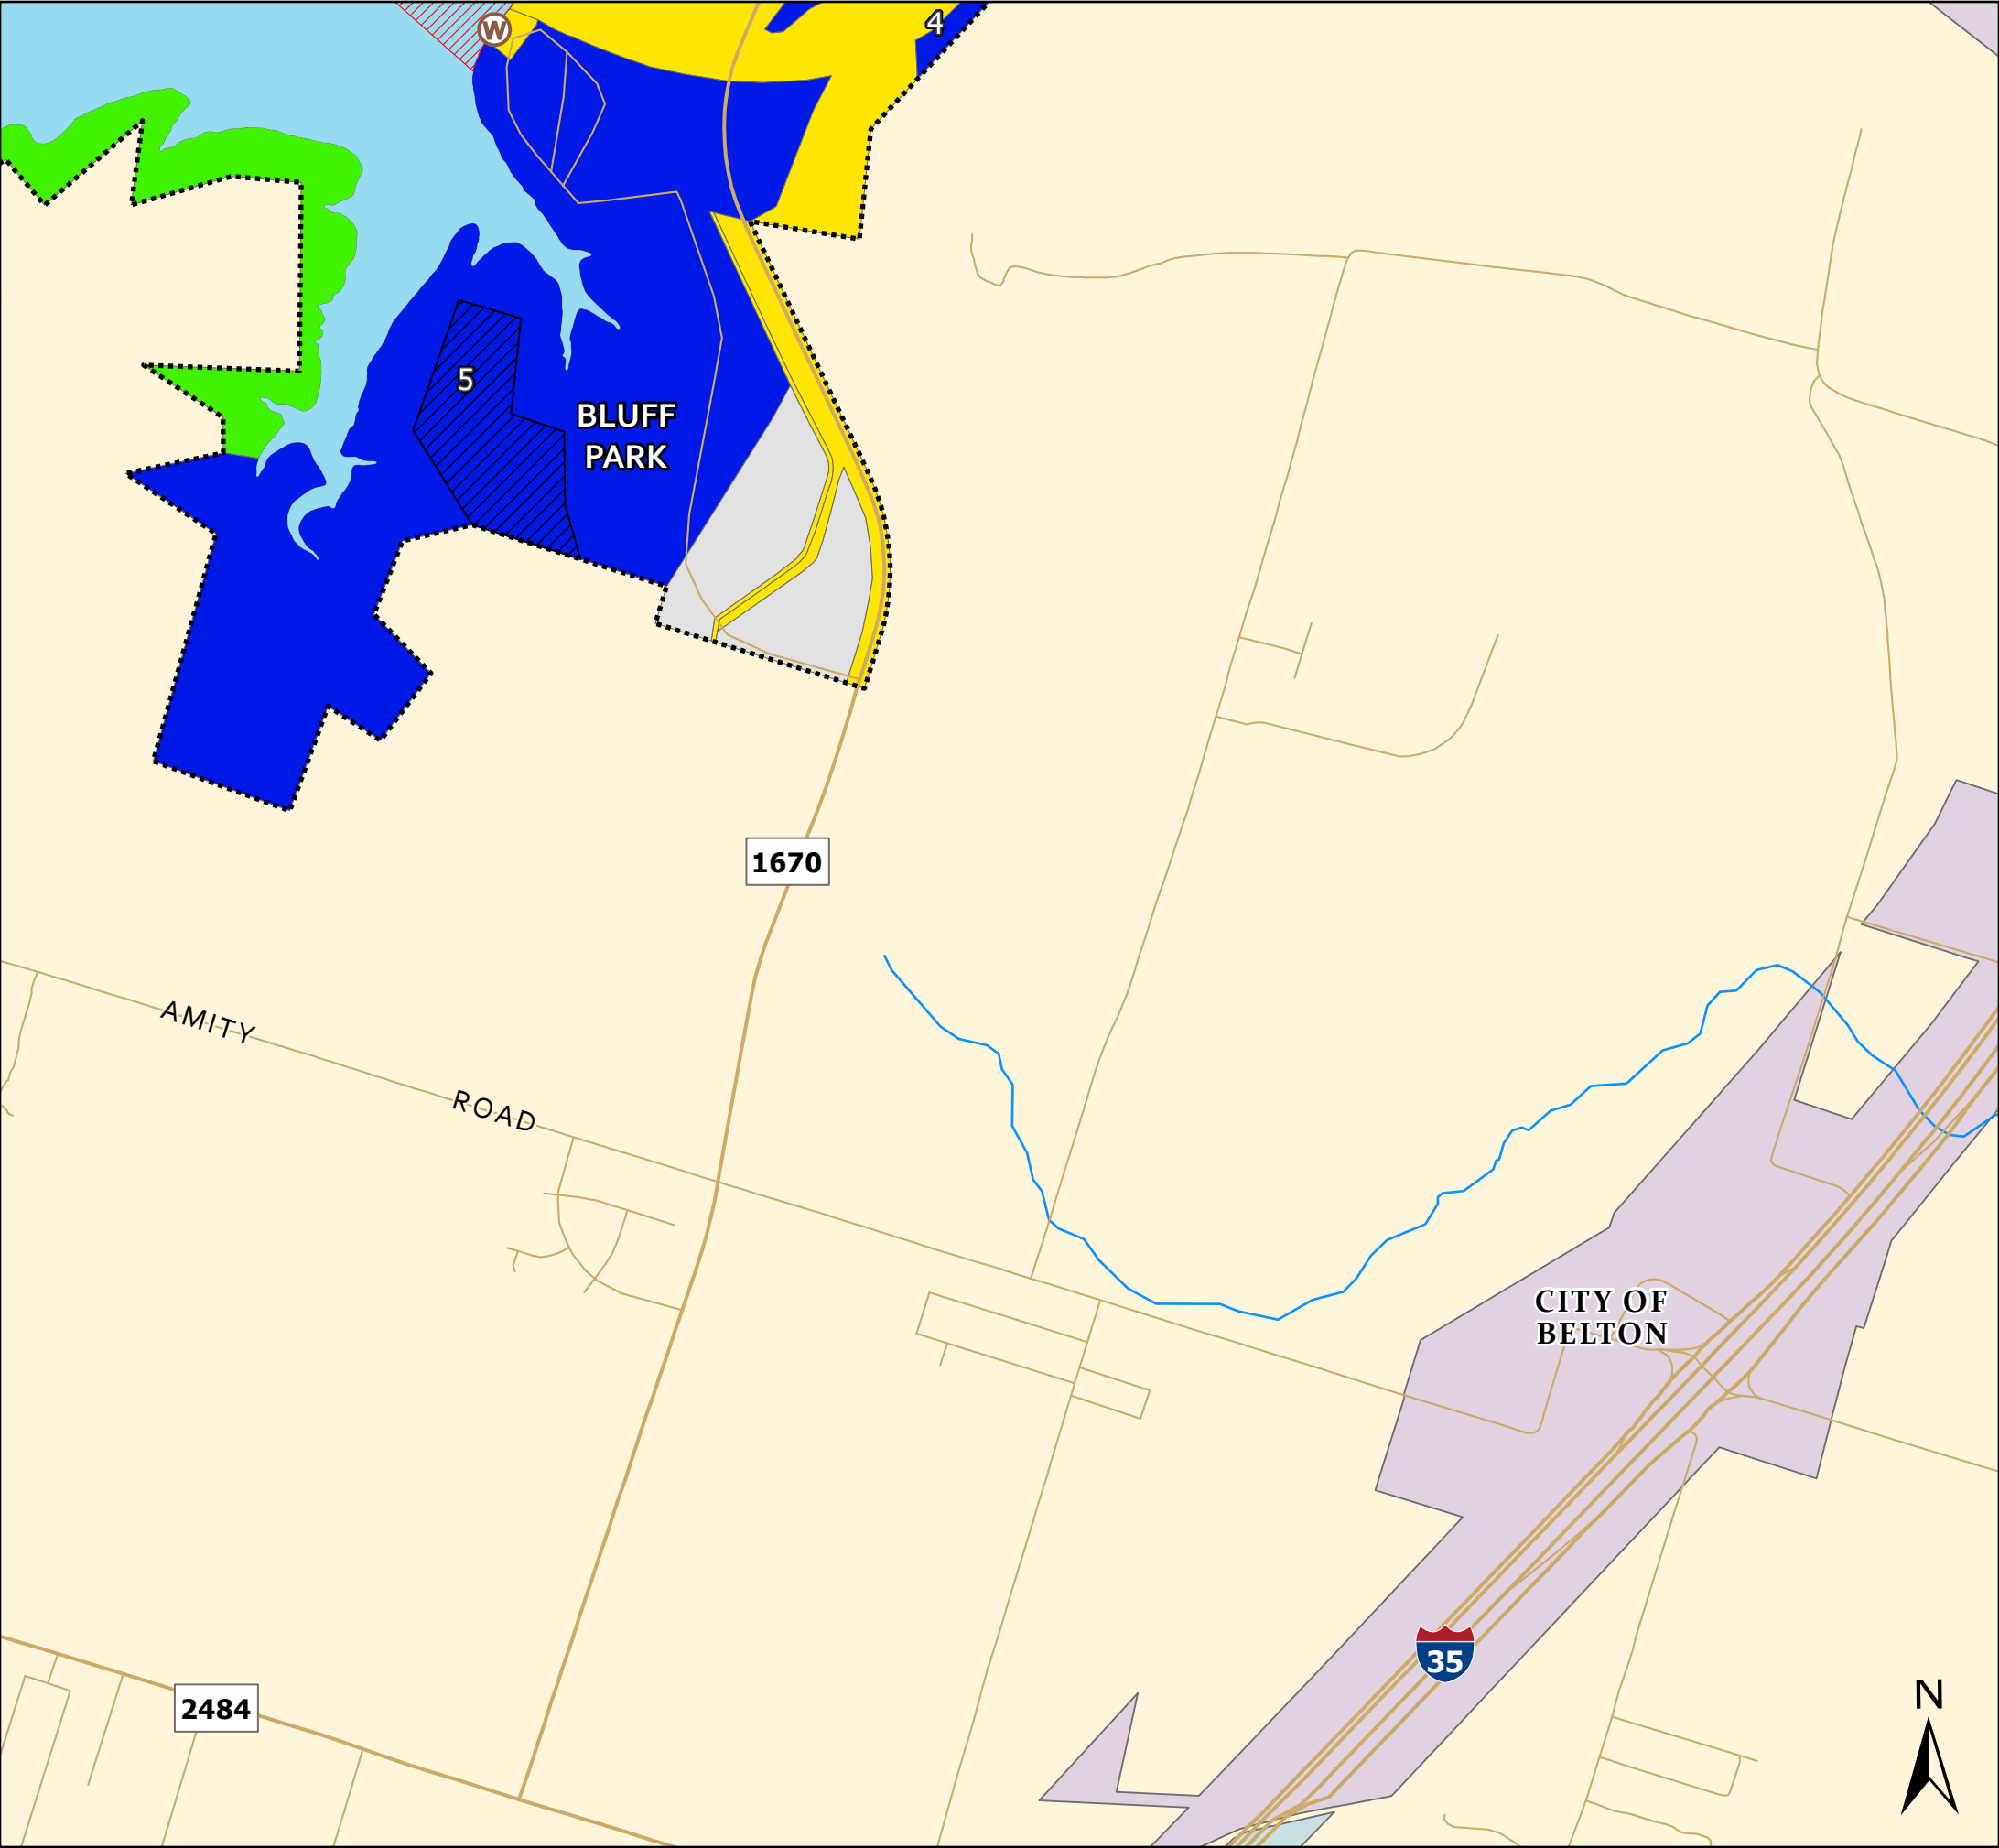 W
4
5
BLUFF
PARK
1670
AMITY
ROAD
CITY OF
BELTON
35
2484
N